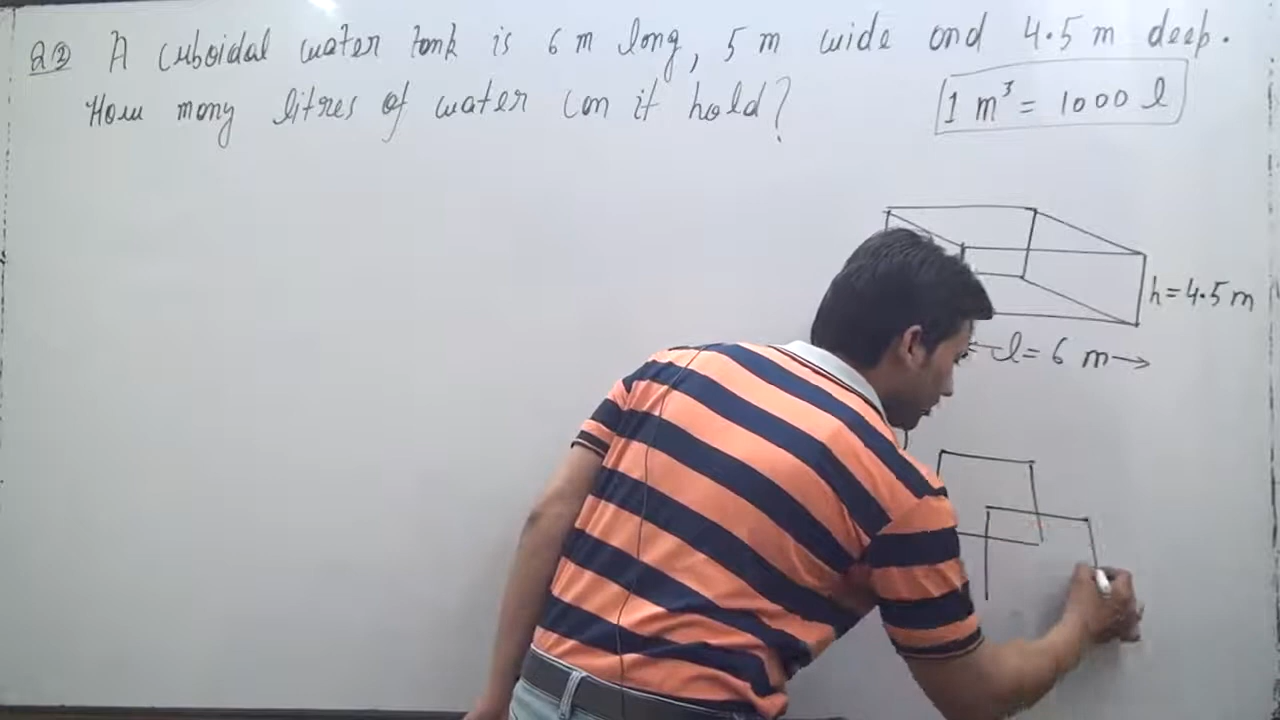 Q2) A cuboidal water tank is 6 m long, 5 m wide and 4.5 m deep.
How many litres of water can it hold?
1 m³ = 1000 l
h = 4.5 m
l = 6 m